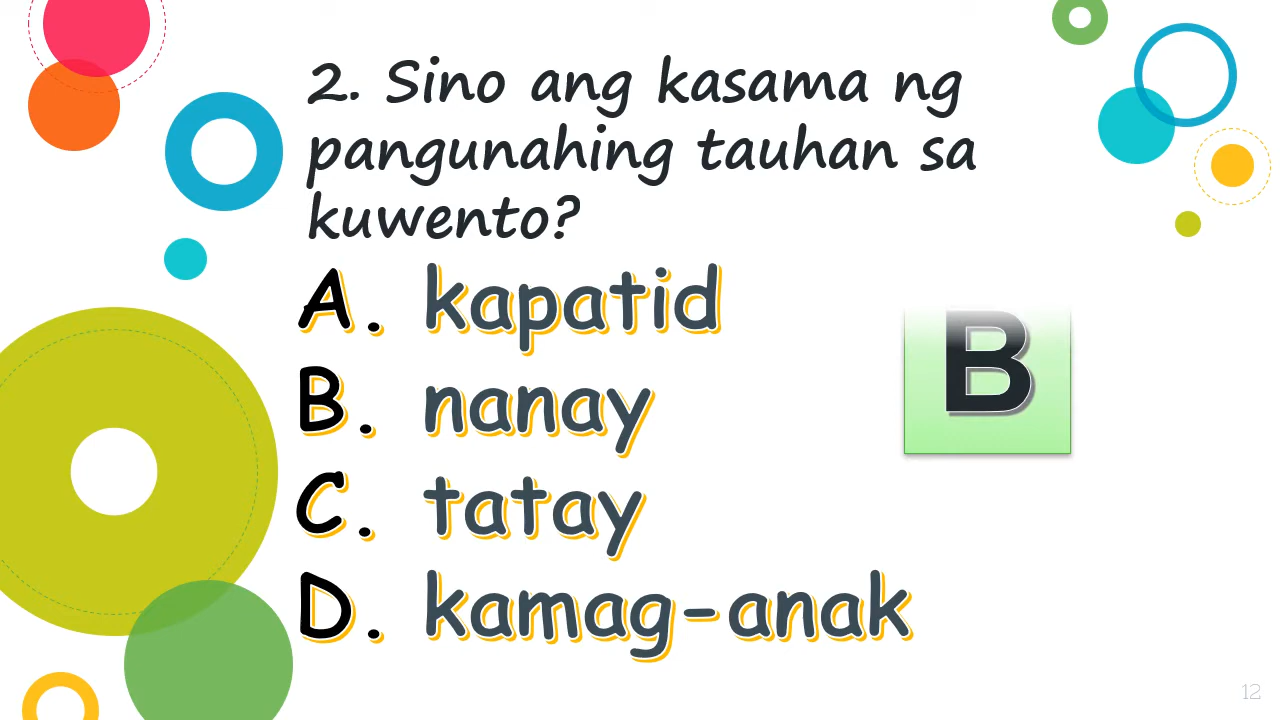 2. Sino ang kasama ng
pangunahing tauhan sa
kuwento?
A. kapatid
B. nanay
C. tatay
D. kamag-anak
B
12